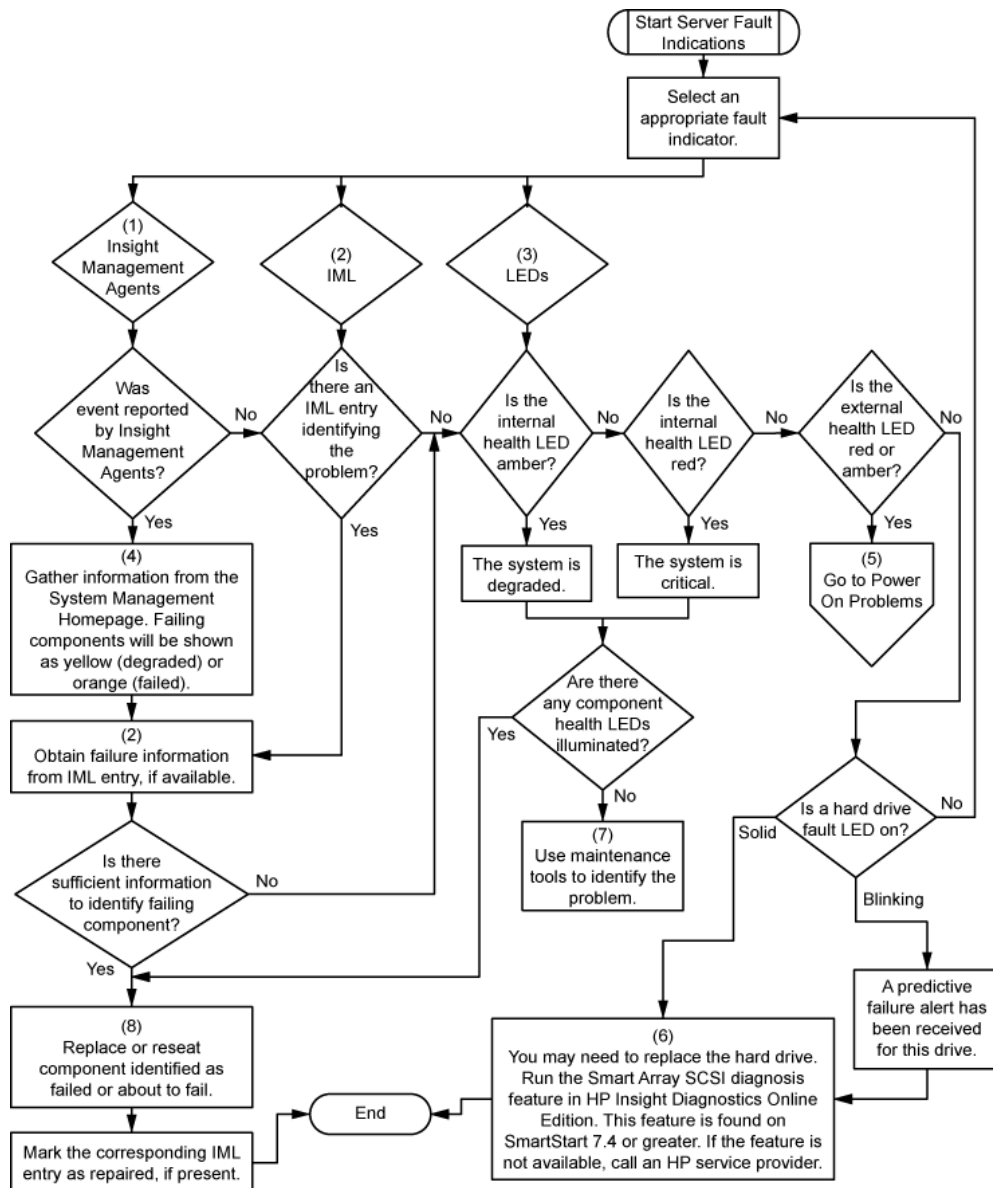 Start Server Fault
Indications
Select an
appropriate fault
indicator.
(1)
Insight
Management
Agents
(2)
IML
(3)
LEDs
Was
event reported
by Insight
Management
Agents?
No
Yes
Is
there an
IML entry
identifying
the
problem?
No
Yes
Is the
internal
health LED
amber?
No
Yes
Is the
internal
health LED
red?
No
Yes
Is the
external
health LED
red or
amber?
No
Yes
(4)
Gather information from the
System Management
Homepage. Failing
components will be shown
as yellow (degraded) or
orange (failed).
The system is
degraded.
The system is
critical.
(5)
Go to Power
On Problems
(2)
Obtain failure information
from IML entry, if available.
Are there
any component
health LEDs
illuminated?
Yes
No
Is there
sufficient information
to identify failing
component?
No
Yes
(7)
Use maintenance
tools to identify the
problem.
Is a hard drive
fault LED on?
No
Solid
Blinking
A predictive
failure alert has
been received
for this drive.
(8)
Replace or reseat
component identified as
failed or about to fail.
Mark the corresponding IML
entry as repaired, if present.
End
(6)
You may need to replace the hard drive.
Run the Smart Array SCSI diagnosis
feature in HP Insight Diagnostics Online
Edition. This feature is found on
SmartStart 7.4 or greater. If the feature is
not available, call an HP service provider.